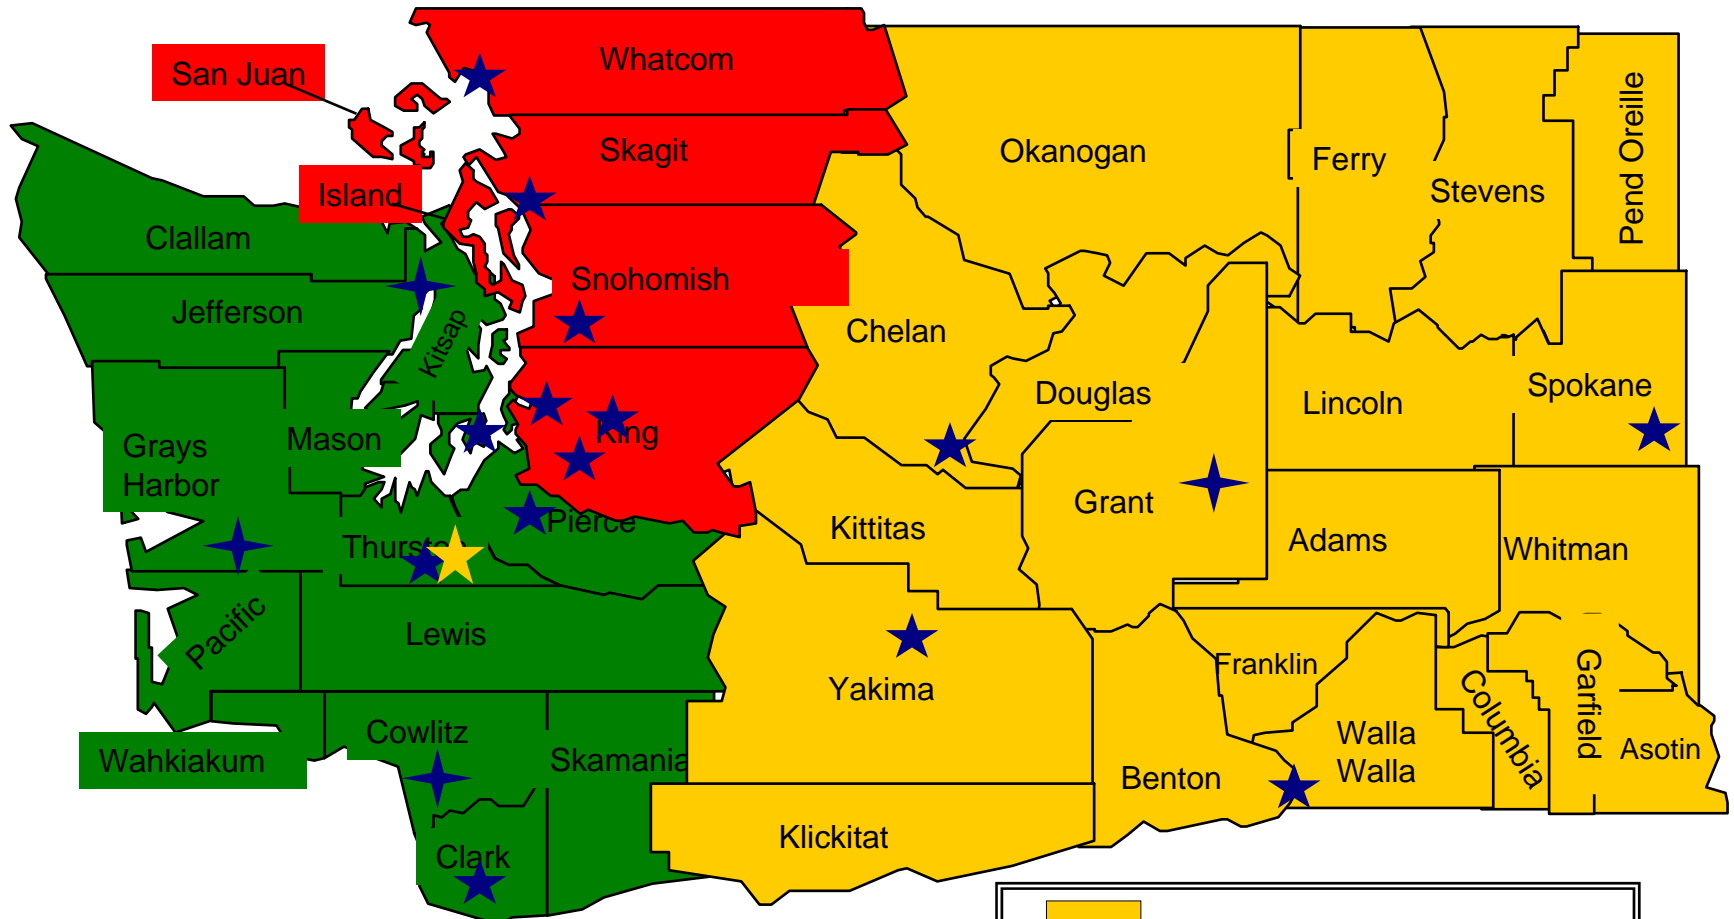 Whatcom
San Juan
Skagit
Okanogan
Ferry
Pend Oreille
Stevens
Island
Clallam
Snohomish
Jefferson
Kitsap
Chelan
Douglas
Lincoln
Spokane
Mason
King
Grays
Harbor
Grant
Pierce
Kittitas
Adams
Whitman
Thurston
Pacific
Lewis
Franklin
Yakima
Columbia
Garfield
Cowlitz
Walla
Walla
Asotin
Wahkiakum
Skamania
Benton
Klickitat
Clark